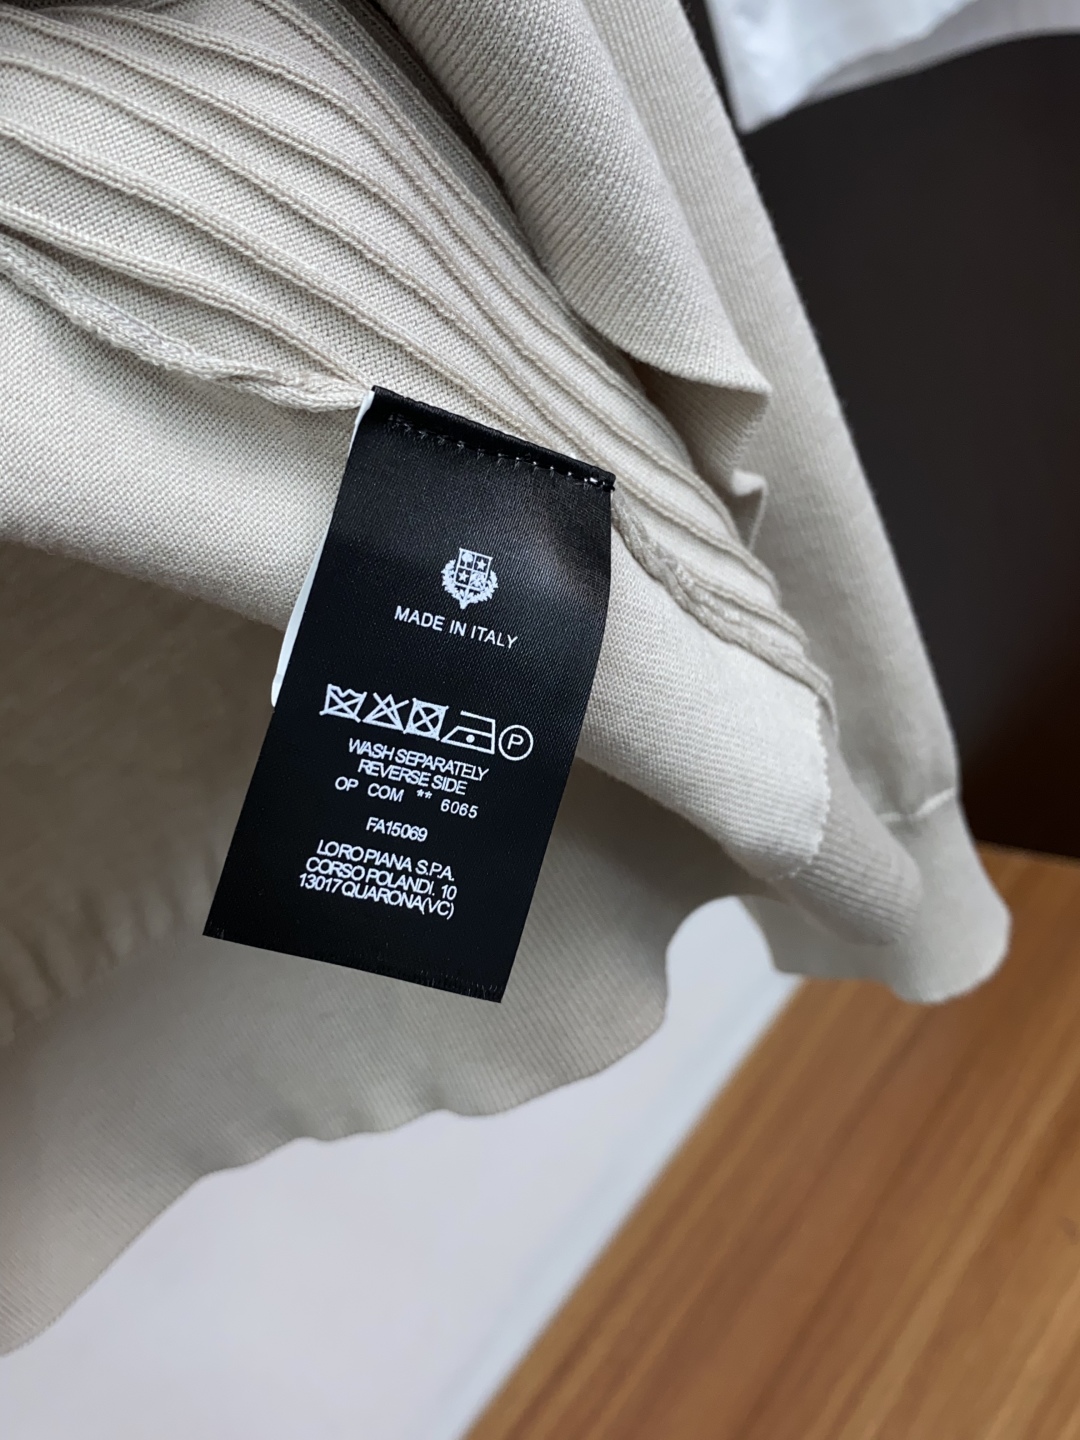 MADE IN ITALY
P
WASH SEPARATELY
REVERSE SIDE
OP COM ** 6065
FA15069
LORO PIANA S.P.A.
CORSO POLANDI, 10
13017 QUARONA(VC)